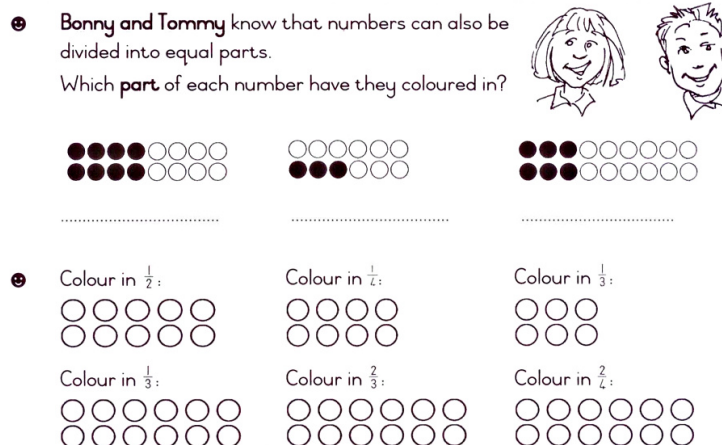 Bonny and Tommy know that numbers can also be
divided into equal parts.
Which part of each number have they coloured in?
Colour in 1/2:
Colour in 1/4:
Colour in 1/3:
Colour in 1/3:
Colour in 2/3:
Colour in 2/4: